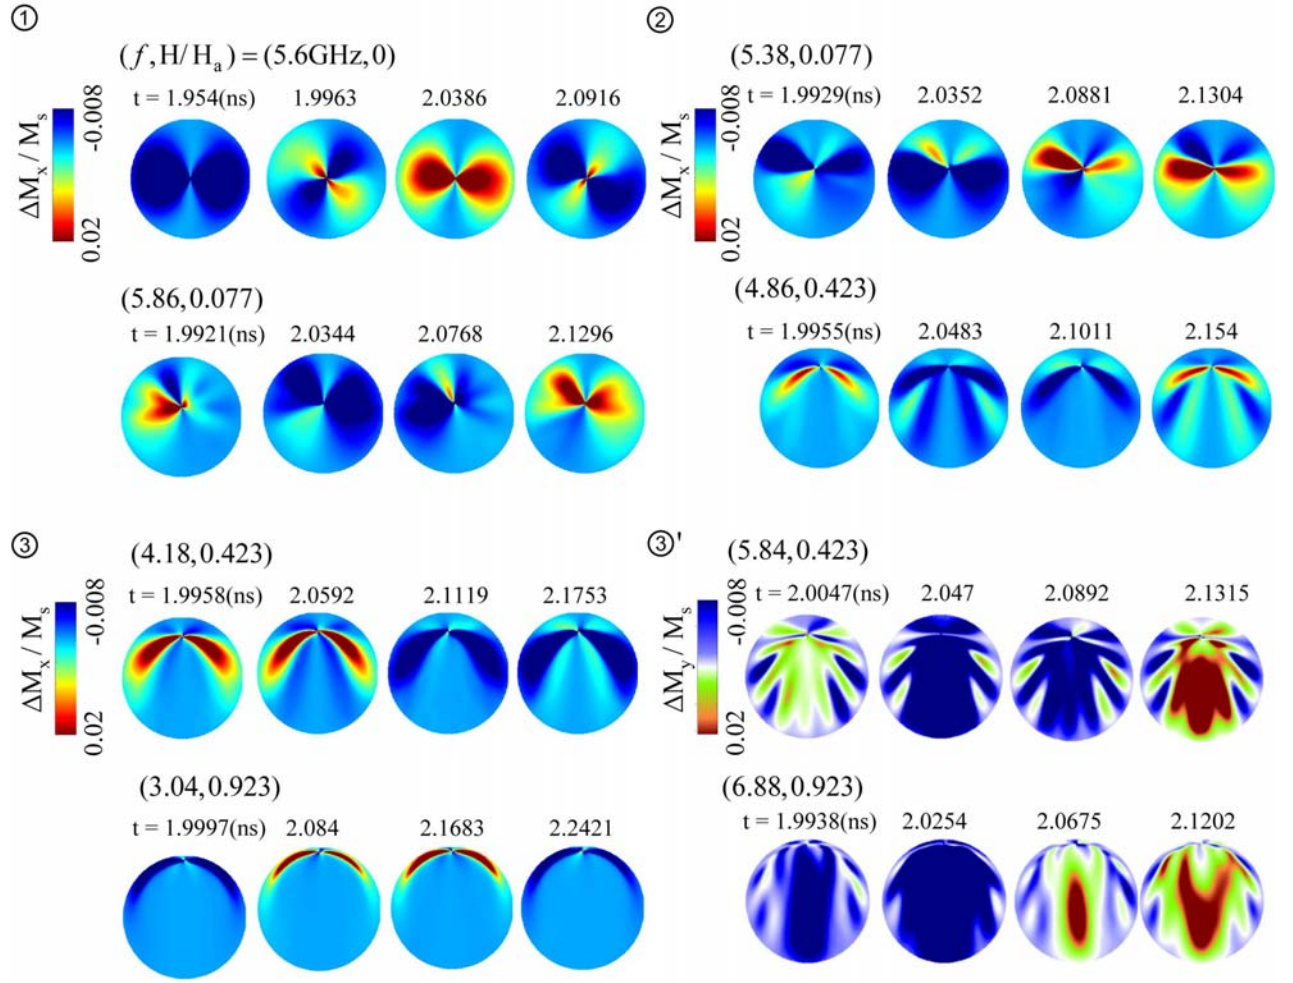 ①
(f, H/Hₐ) = (5.6GHz, 0)
t = 1.954(ns) 1.9963 2.0386 2.0916
ΔMₓ / Mₛ
-0.008
0.02
(5.86, 0.077)
t = 1.9921(ns) 2.0344 2.0768 2.1296
②
(5.38, 0.077)
t = 1.9929(ns) 2.0352 2.0881 2.1304
ΔMₓ / Mₛ
-0.008
0.02
(4.86, 0.423)
t = 1.9955(ns) 2.0483 2.1011 2.154
③
(4.18, 0.423)
t = 1.9958(ns) 2.0592 2.1119 2.1753
ΔMₓ / Mₛ
-0.008
0.02
(3.04, 0.923)
t = 1.9997(ns) 2.084 2.1683 2.2421
③'
(5.84, 0.423)
t = 2.0047(ns) 2.047 2.0892 2.1315
ΔM_y / Mₛ
-0.008
0.02
(6.88, 0.923)
t = 1.9938(ns) 2.0254 2.0675 2.1202